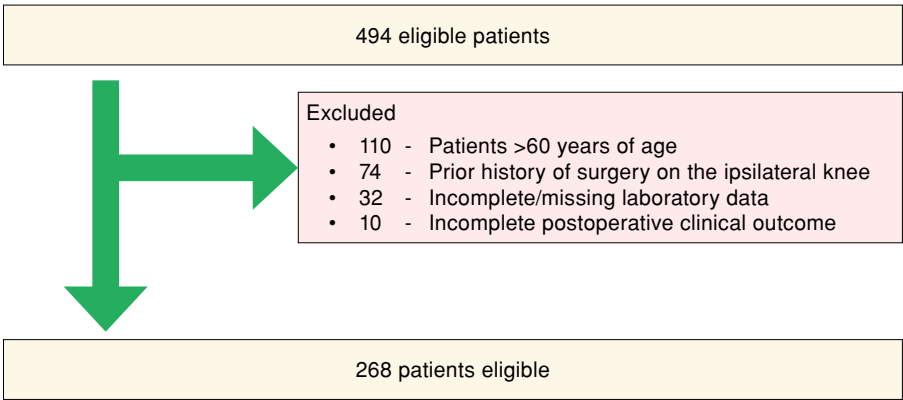 494 eligible patients
Excluded
• 110 - Patients >60 years of age
• 74 - Prior history of surgery on the ipsilateral knee
• 32 - Incomplete/missing laboratory data
• 10 - Incomplete postoperative clinical outcome
268 patients eligible